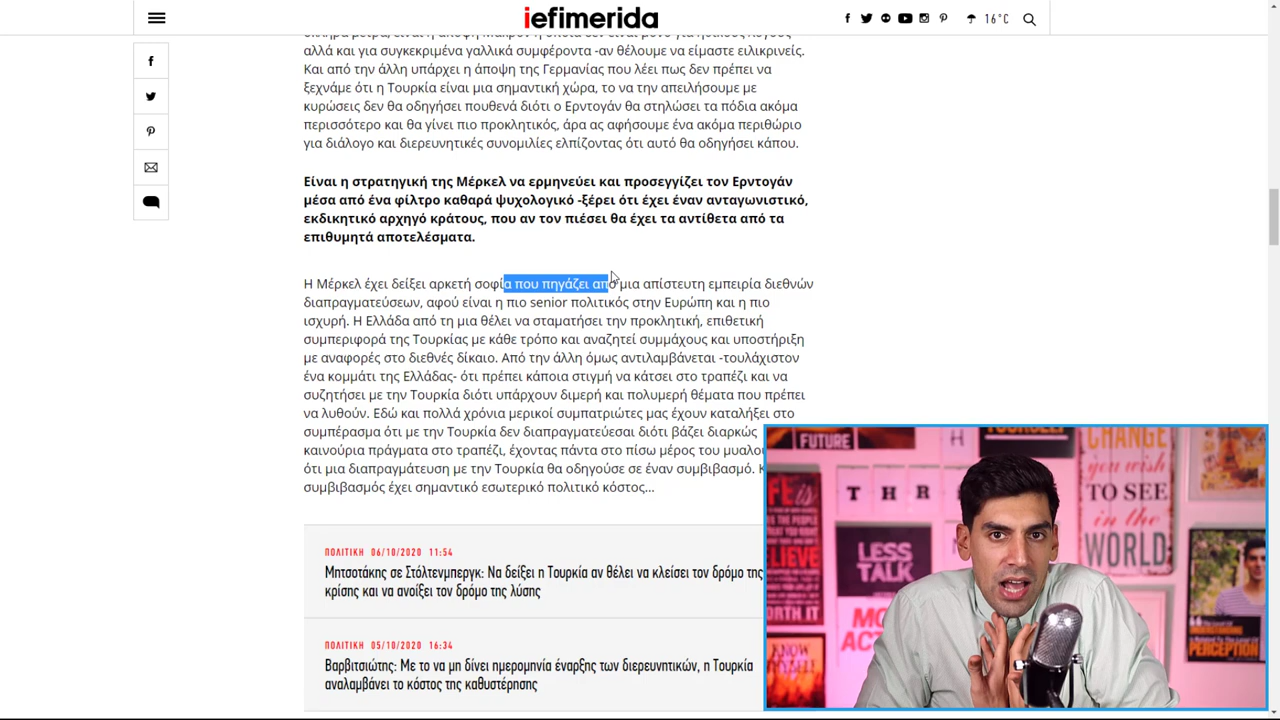 iefimerida
16°C
αλλά και για συγκεκριμένα γαλλικά συμφέροντα -αν θέλουμε να είμαστε ειλικρινείς.
Και από την άλλη υπάρχει η άποψη της Γερμανίας που λέει πως δεν πρέπει να
ξεχνάμε ότι η Τουρκία είναι μια σημαντική χώρα, το να την απειλήσουμε με
κυρώσεις δεν θα οδηγήσει πουθενά διότι ο Ερντογάν θα στηλώσει τα πόδια ακόμα
περισσότερο και θα γίνει πιο προκλητικός, άρα ας αφήσουμε ένα ακόμα περιθώριο
για διάλογο και διερευνητικές συνομιλίες ελπίζοντας ότι αυτό θα οδηγήσει κάπου.
Είναι η στρατηγική της Μέρκελ να ερμηνεύει και προσεγγίζει τον Ερντογάν
μέσα από ένα φίλτρο καθαρά ψυχολογικό -ξέρει ότι έχει έναν ανταγωνιστικό,
εκδικητικό αρχηγό κράτους, που αν τον πιέσει θα έχει τα αντίθετα από τα
επιθυμητά αποτελέσματα.
Η Μέρκελ έχει δείξει αρκετή σοφία που πηγάζει από μια απίστευτη εμπειρία διεθνών
διαπραγματεύσεων, αφού είναι η πιο senior πολιτικός στην Ευρώπη και η πιο
ισχυρή. Η Ελλάδα από τη μια θέλει να σταματήσει την προκλητική, επιθετική
συμπεριφορά της Τουρκίας με κάθε τρόπο και αναζητεί συμμάχους και υποστήριξη
με αναφορές στο διεθνές δίκαιο. Από την άλλη όμως αντιλαμβάνεται -τουλάχιστον
ένα κομμάτι της Ελλάδας- ότι πρέπει κάποια στιγμή να κάτσει στο τραπέζι και να
συζητήσει με την Τουρκία διότι υπάρχουν διμερή και πολυμερή θέματα που πρέπει
να λυθούν. Εδώ και πολλά χρόνια μερικοί συμπατριώτες μας έχουν καταλήξει στο
συμπέρασμα ότι με την Τουρκία δεν διαπραγματεύεσαι διότι βάζει διαρκώς
καινούρια πράγματα στο τραπέζι, έχοντας πάντα στο πίσω μέρος του μυαλο
ότι μια διαπραγμάτευση με την Τουρκία θα οδηγούσε σε έναν συμβιβασμό.
συμβιβασμός έχει σημαντικό εσωτερικό πολιτικό κόστος...
ΠΟΛΙΤΙΚΗ 06/10/2020 11:54
Μητσοτάκης σε Στόλτενμπεργκ: Να δείξει η Τουρκία αν θέλει να κλείσει τον δρόμο της
κρίσης και να ανοίξει τον δρόμο της λύσης
ΠΟΛΙΤΙΚΗ 05/10/2020 16:34
Βαρβιτσιώτης: Με το να μη δίνει ημερομηνία έναρξης των διερευνητικών, η Τουρκία
αναλαμβάνει το κόστος της καθυστέρησης
FUTURE
H
CHANGE
you wish
TO SEE
in the
WORLD
T H R
LESS
TALK
BELIEVE
UNDERSTANDING
PERCEPTION